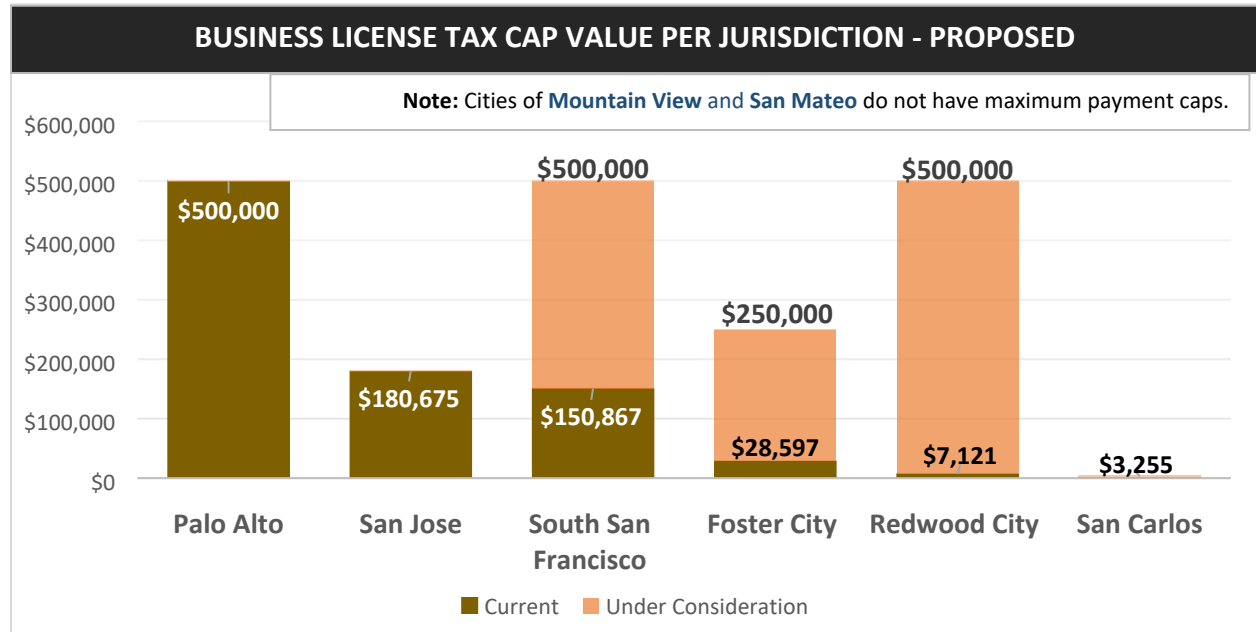 BUSINESS LICENSE TAX CAP VALUE PER JURISDICTION - PROPOSED
Note: Cities of Mountain View and San Mateo do not have maximum payment caps.
$600,000
$500,000
$400,000
$300,000
$200,000
$100,000
$0
$500,000
$180,675
$500,000
$150,867
$250,000
$28,597
$500,000
$7,121
$3,255
Palo Alto
San Jose
South San
Francisco
Foster City
Redwood City
San Carlos
Current
Under Consideration